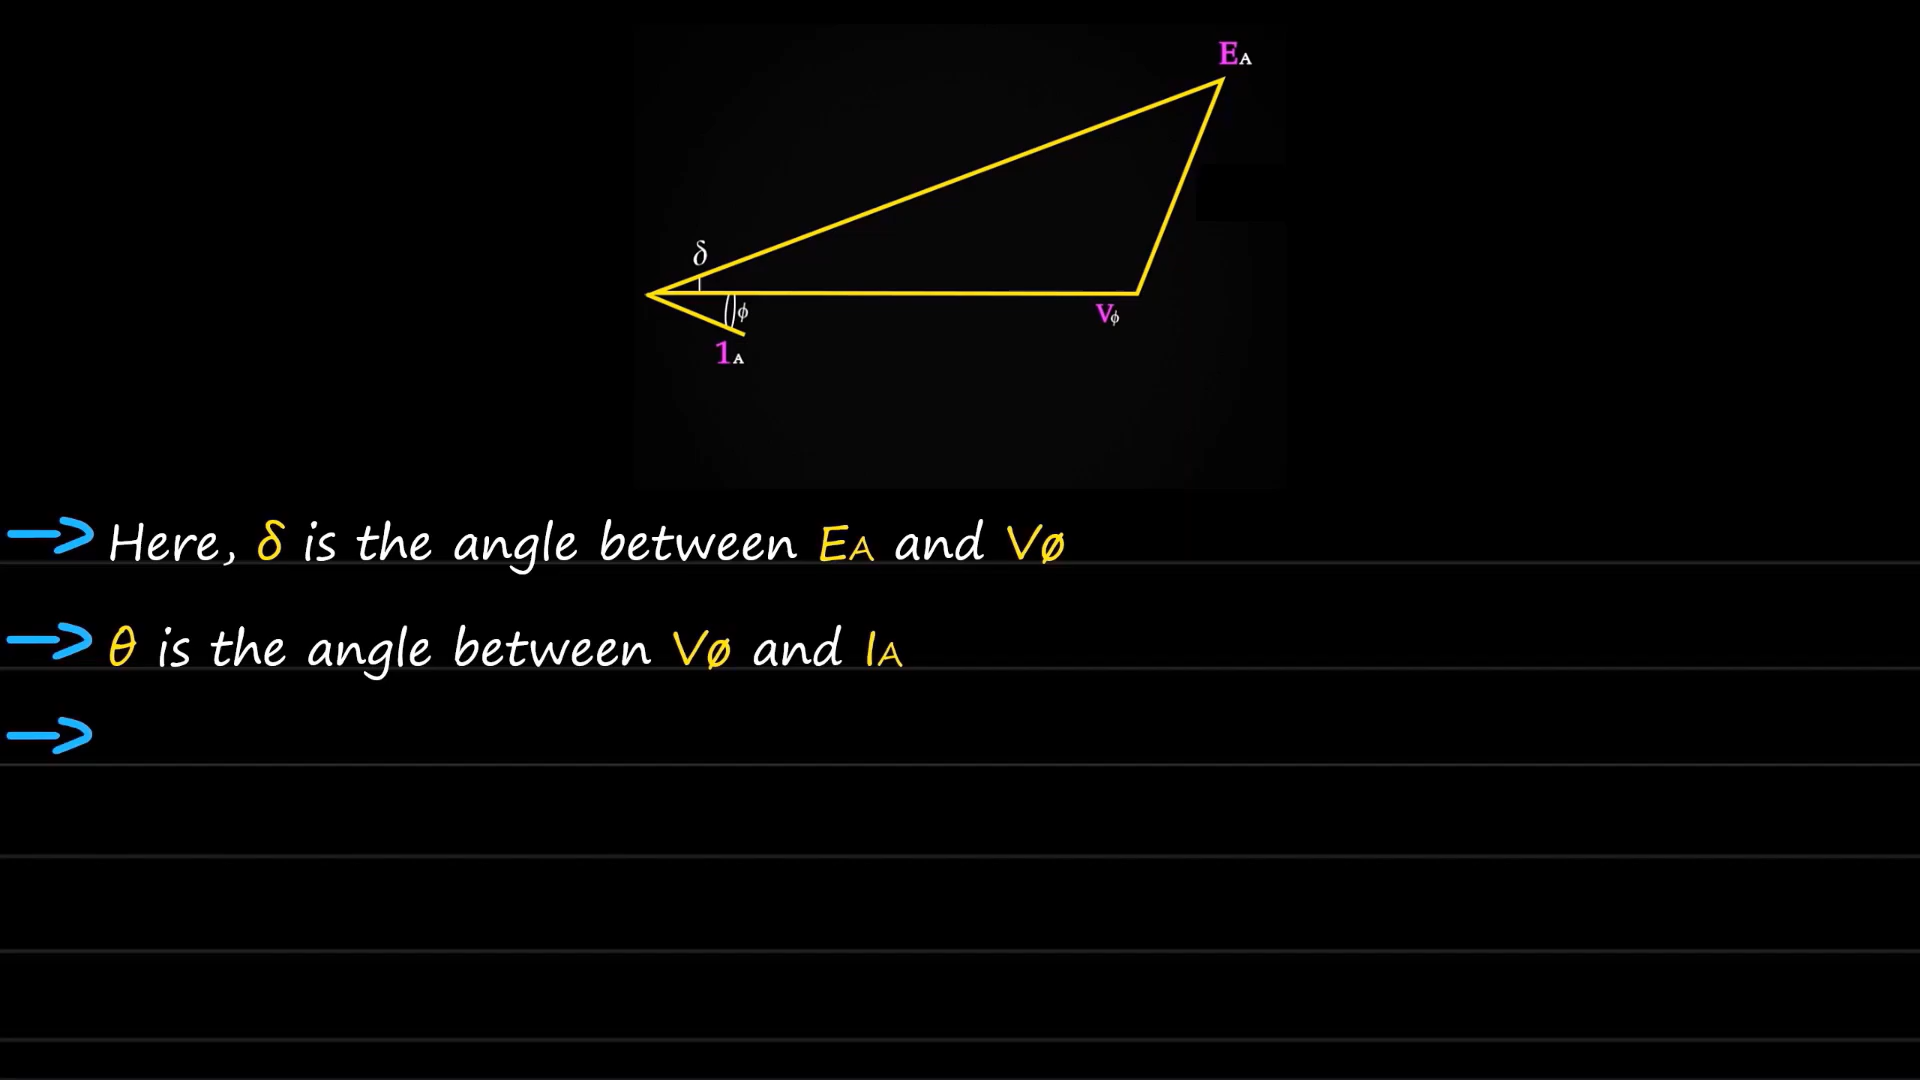 EA
δ
ϕ
Vϕ
1A
Here, δ is the angle between EA and Vø
θ is the angle between Vø and IA